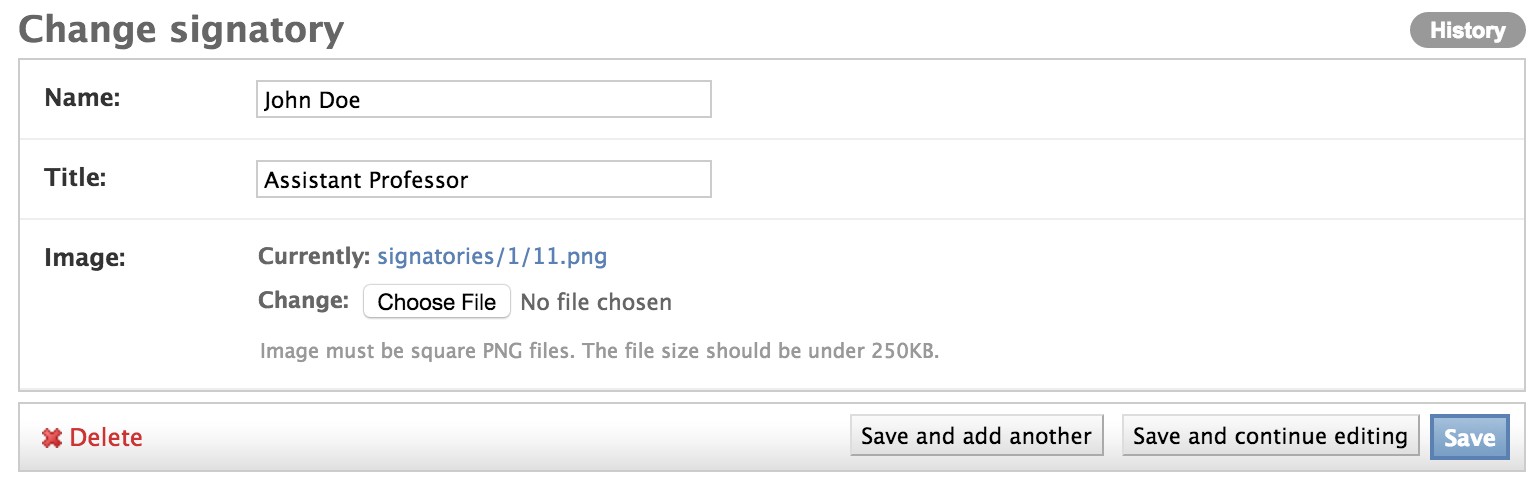 Change signatory
History
Name:
John Doe
Title:
Assistant Professor
Image:
Currently: signatories/1/11.png
Change: Choose File No file chosen
Image must be square PNG files. The file size should be under 250KB.
Delete
Save and add another
Save and continue editing
Save